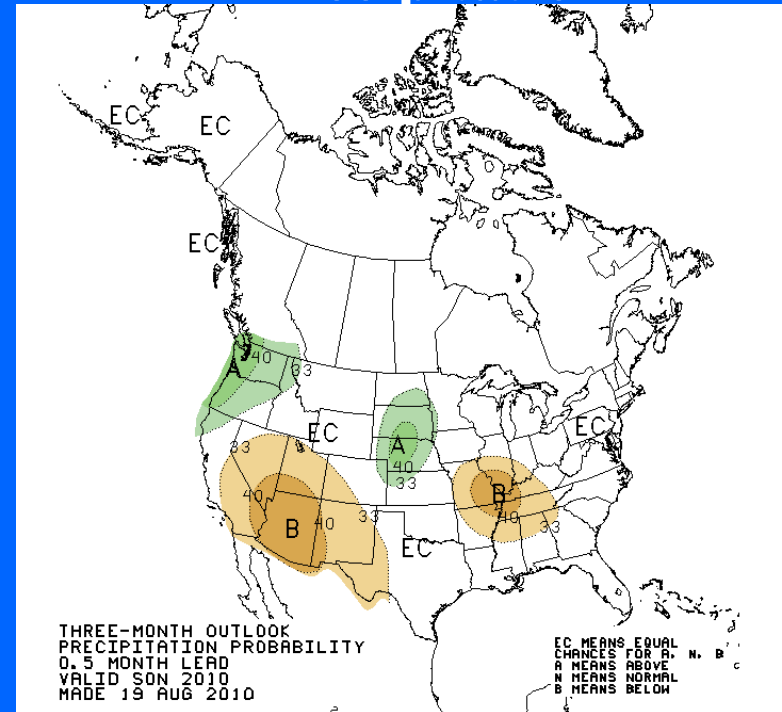 EC
EC
EC
A
40
33
33
EC
A
40
33
EC
40
B
40
33
B
40
33
EC
THREE-MONTH OUTLOOK
PRECIPITATION PROBABILITY
0.5 MONTH LEAD
VALID SON 2010
MADE 19 AUG 2010
EC MEANS EQUAL
CHANCES FOR A, N, B
A MEANS ABOVE
N MEANS NORMAL
B MEANS BELOW